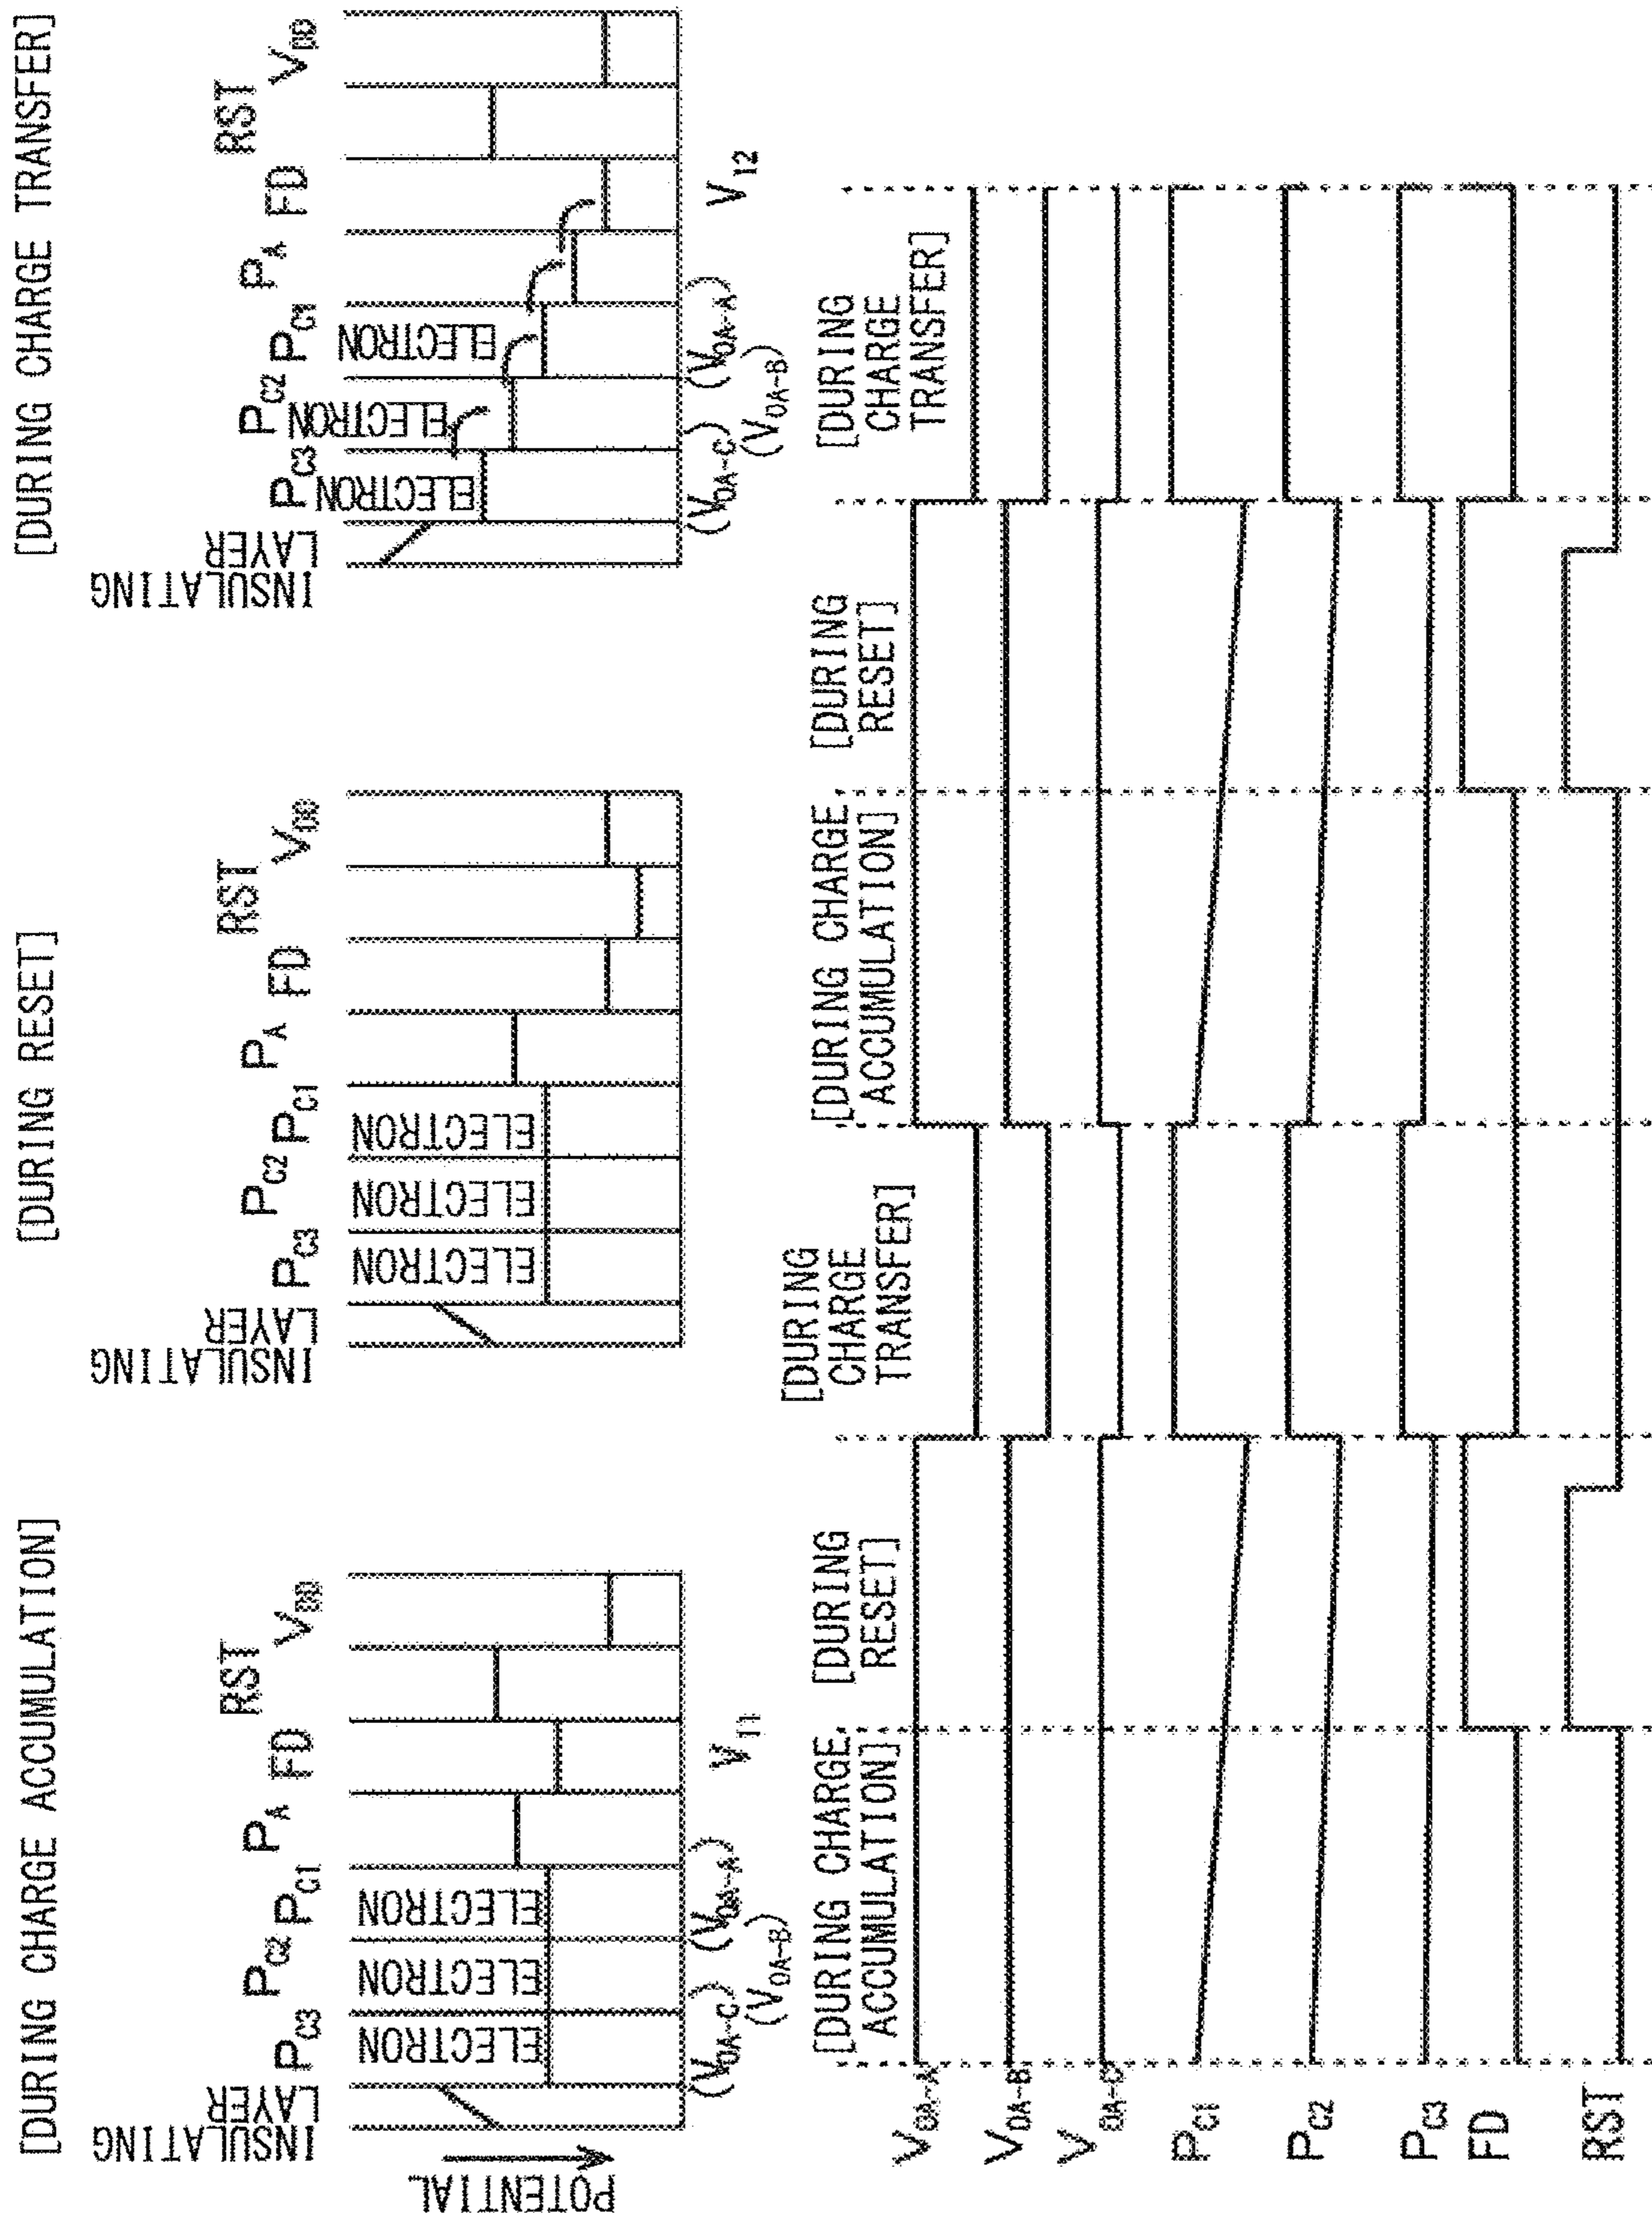 [DURING CHARGE ACCUMULATION]
INSULATING
LAYER
P_C3
P_C2
P_C1
P_A
FD
RST
V_DD
POTENTIAL
ELECTRON
ELECTRON
ELECTRON
(V_OA-C)
(V_OA-B)
(V_OA-A)
V_11
[DURING RESET]
INSULATING
LAYER
P_C3
P_C2
P_C1
P_A
FD
RST
V_DD
ELECTRON
ELECTRON
ELECTRON
[DURING CHARGE TRANSFER]
INSULATING
LAYER
P_C3
P_C2
P_C1
P_A
FD
RST
V_DD
ELECTRON
ELECTRON
ELECTRON
(V_OA-C)
(V_OA-B)
(V_OA-A)
V_12
[DURING CHARGE
ACCUMULATION]
[DURING
RESET]
[DURING
CHARGE
TRANSFER]
[DURING CHARGE
ACCUMULATION]
[DURING
RESET]
[DURING
CHARGE
TRANSFER]
V_OA-A
V_OA-B
V_OA-C
P_C1
P_C2
P_C3
FD
RST